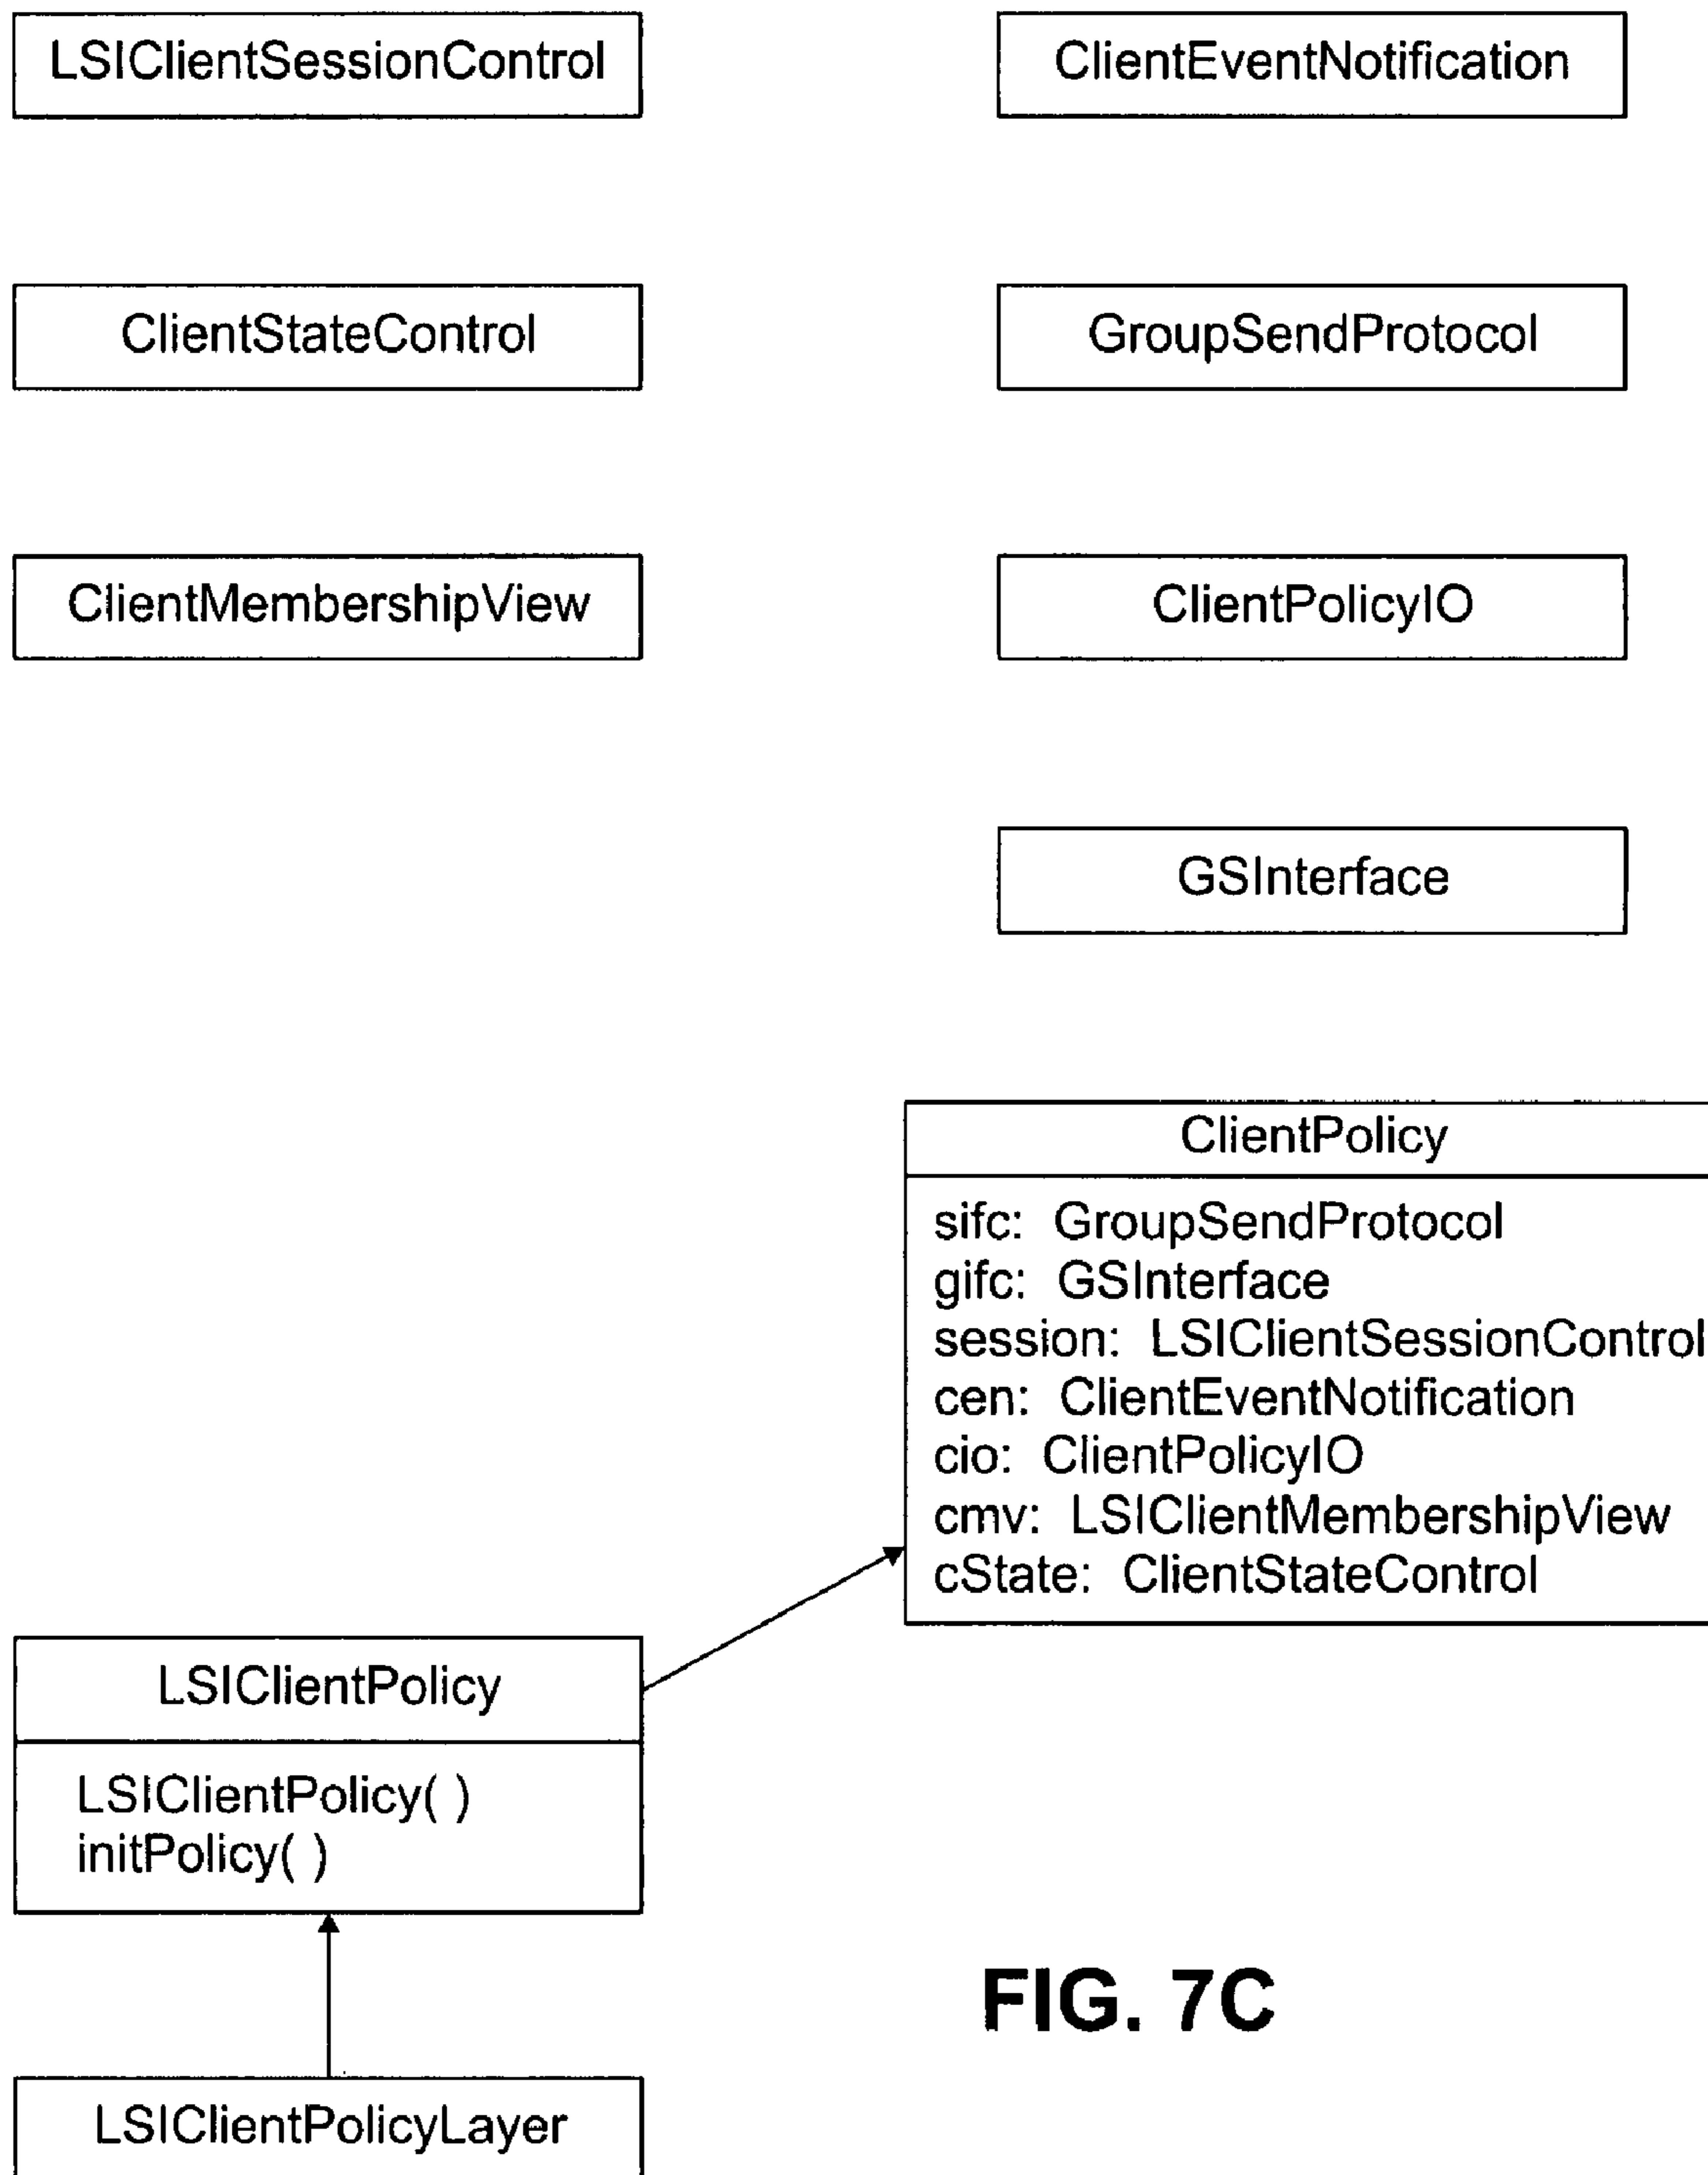 LSIClientSessionControl
ClientEventNotification
ClientStateControl
GroupSendProtocol
ClientMembershipView
ClientPolicyIO
GSInterface
ClientPolicy
sifc: GroupSendProtocol
gifc: GSInterface
session: LSIClientSessionControl
cen: ClientEventNotification
cio: ClientPolicyIO
cmv: LSIClientMembershipView
cState: ClientStateControl
LSIClientPolicy
LSIClientPolicy( )
initPolicy( )
LSIClientPolicyLayer
FIG. 7C